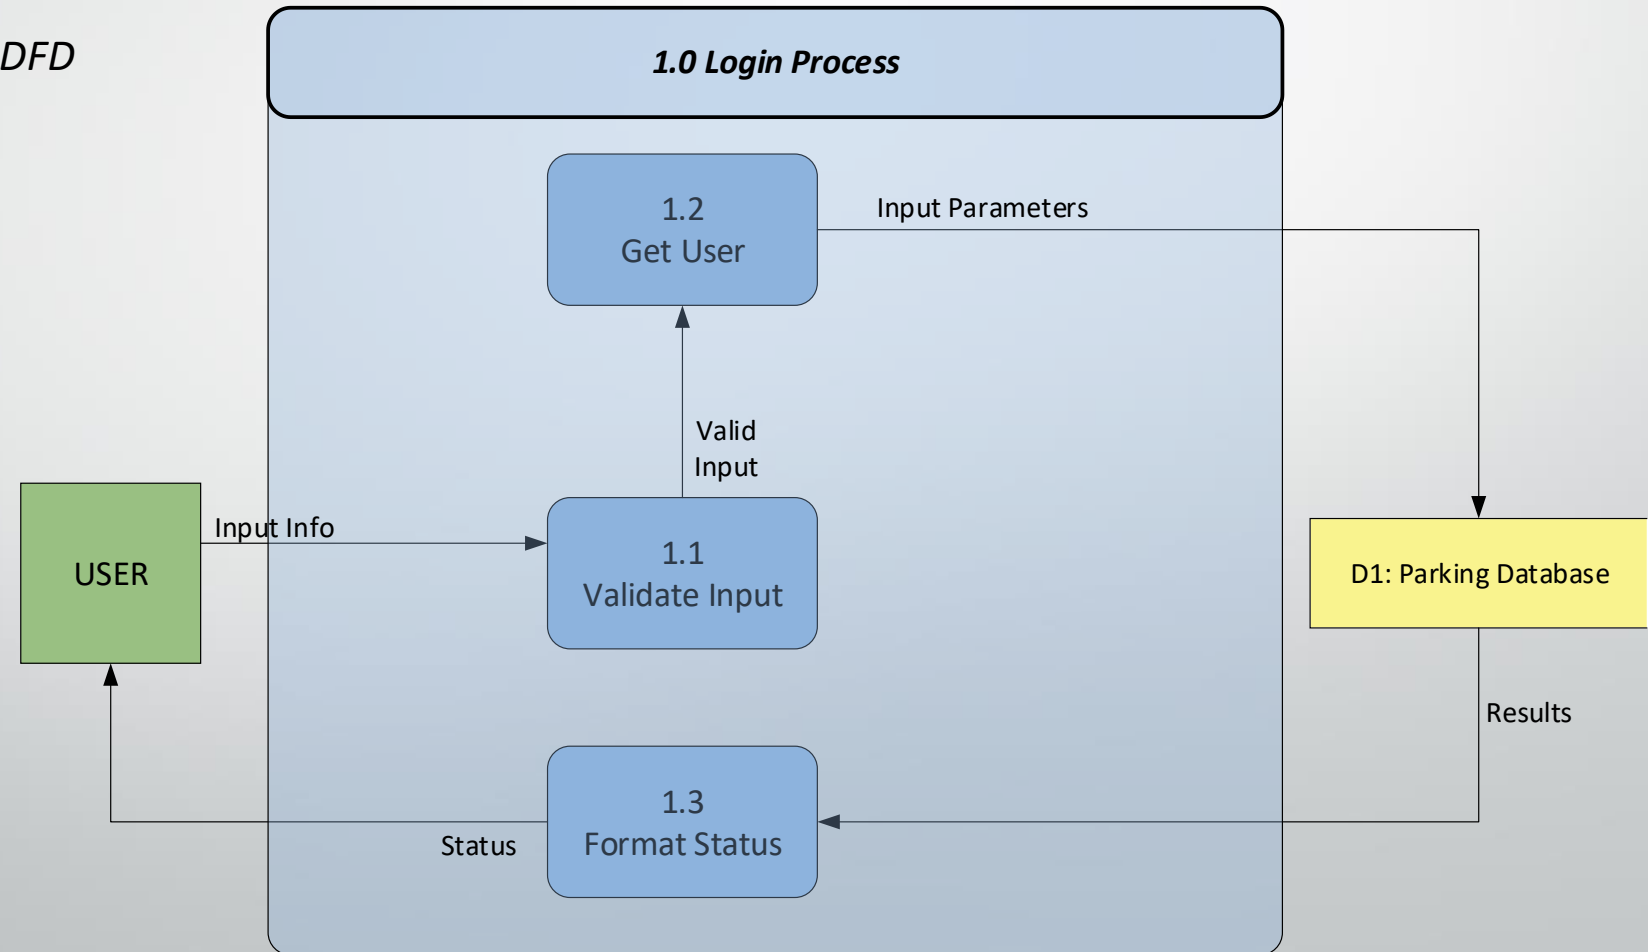 DFD
1.0 Login Process
1.2
Get User
Input Parameters
Valid
Input
Input Info
USER
1.1
Validate Input
D1: Parking Database
Results
1.3
Format Status
Status